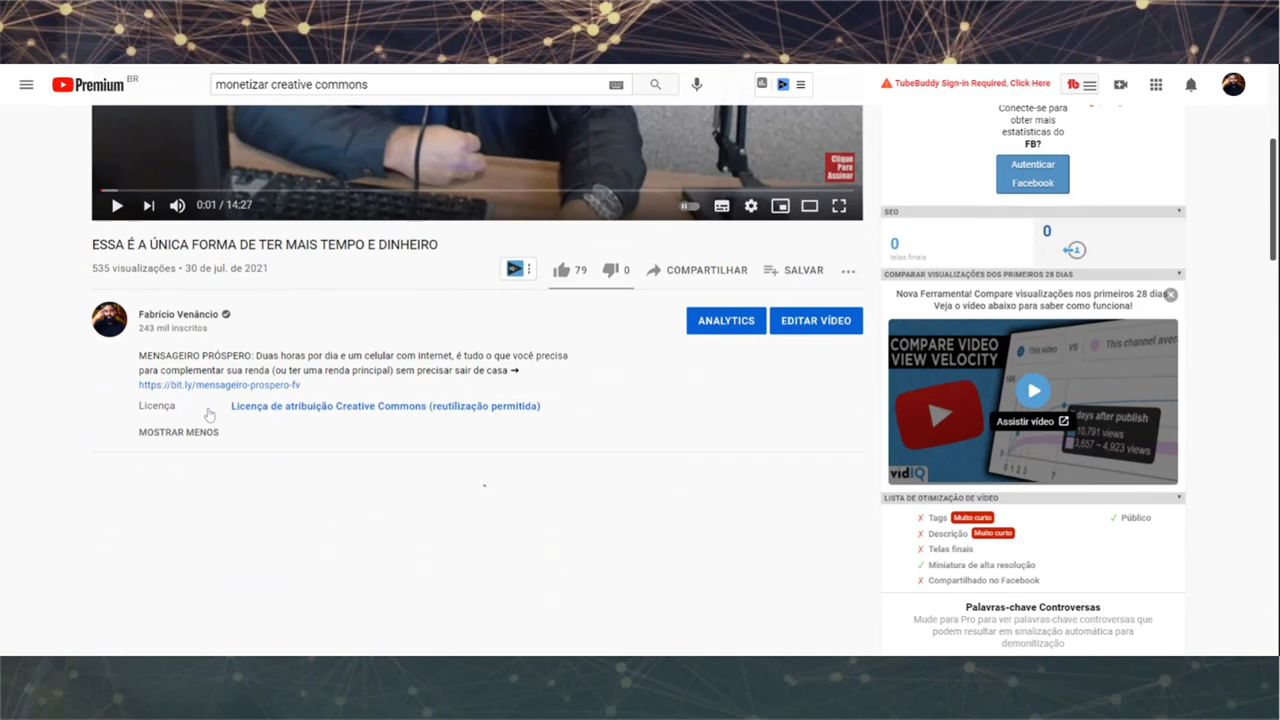 Premium BR
monetizar creative commons
TubeBuddy Sign-in Required, Click Here
tb
Clique
Para
Assinar
0:01 / 14:27
ESSA É A ÚNICA FORMA DE TER MAIS TEMPO E DINHEIRO
535 visualizações • 30 de jul. de 2021
79
0
COMPARTILHAR
SALVAR
Fabrício Venâncio
243 mil inscritos
ANALYTICS
EDITAR VÍDEO
MENSAGEIRO PRÓSPERO: Duas horas por dia e um celular com internet, é tudo o que você precisa
para complementar sua renda (ou ter uma renda principal) sem precisar sair de casa ➞
https://bit.ly/mensageiro-prospero-fv
Licença Licença de atribuição Creative Commons (reutilização permitida)
MOSTRAR MENOS
Conecte-se para
obter mais
estatísticas do
FB?
Autenticar
Facebook
SEO
0
telas finais
0
COMPARAR VISUALIZAÇÕES DOS PRIMEIROS 28 DIAS
Nova Ferramenta! Compare visualizações nos primeiros 28 dias
Veja o vídeo abaixo para saber como funciona!
COMPARE VIDEO
VIEW VELOCITY
This video VS This channel aver
Assistir vídeo
days after publish
10,791 views
3,657 ~ 4,923 views
0 1 2 3 7
vidIQ
LISTA DE OTIMIZAÇÃO DE VÍDEO
✗ Tags Muito curto
✓ Público
✗ Descrição Muito curto
✗ Telas finais
✓ Miniatura de alta resolução
✗ Compartilhado no Facebook
Palavras-chave Controversas
Mude para Pro para ver palavras-chave controversas que
podem resultar em sinalização automática para
demonitização